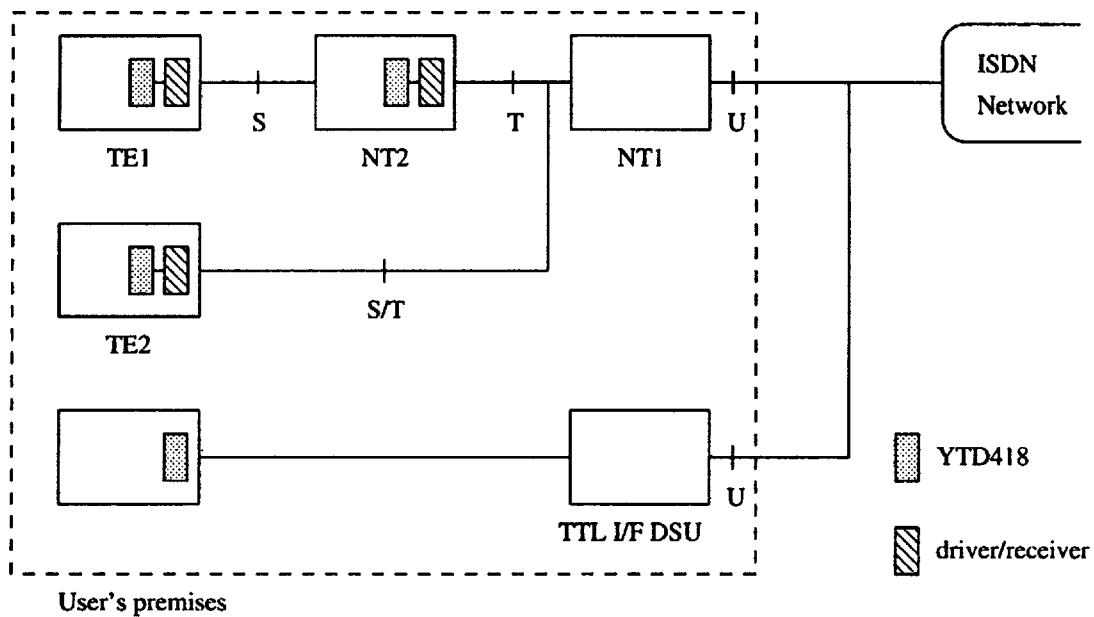 ISDN
Network
S
T
U
TE1
NT2
NT1
S/T
TE2
YTD418
U
TTL I/F DSU
driver/receiver
User's premises